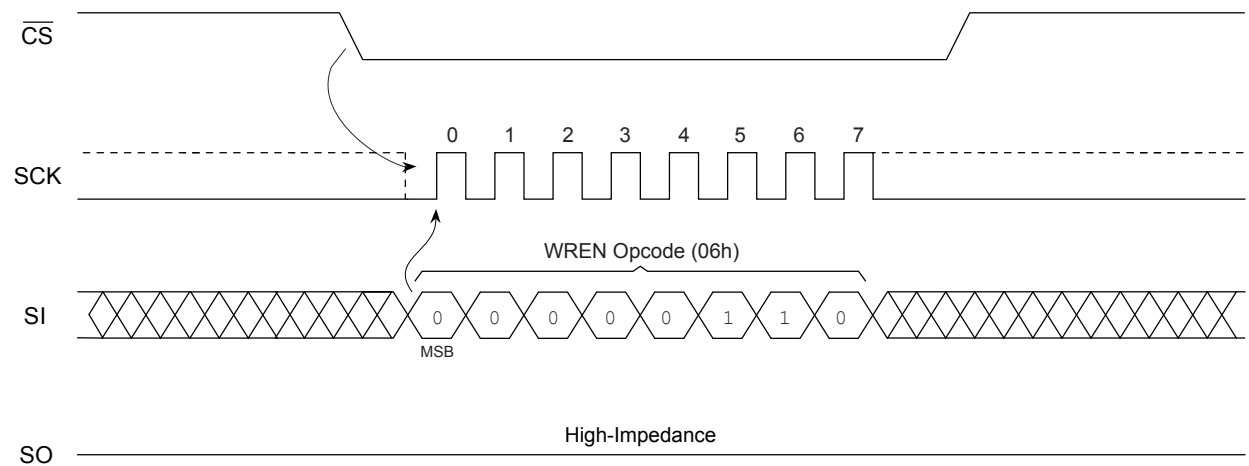 C̅S̅
0 1 2 3 4 5 6 7
SCK
WREN Opcode (06h)
SI
0 0 0 0 0 1 1 0
MSB
High-Impedance
SO